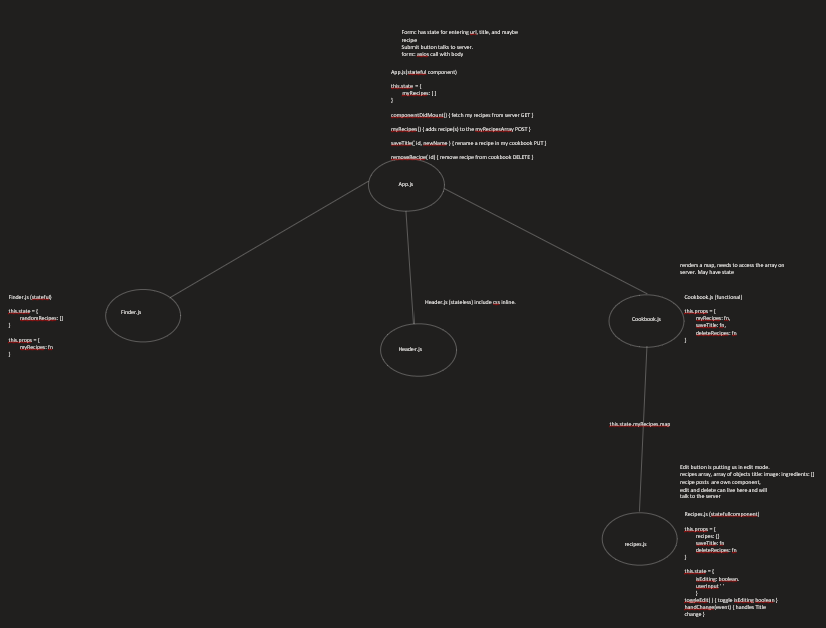 Form: has state for entering url, title, and maybe
recipe
Submit button talks to server.
form: axios call with body
App.js(stateful component)
this.state = {
myRecipes: [ ]
}
componentDidMount() { fetch my recipes from server GET }
myRecipes() { adds recipe(s) to the myRecipesArray POST }
saveTitle( id, newName ) { rename a recipe in my cookbook PUT }
removeRecipe( id) { remove recipe from cookbook DELETE }
App.js
Finder.js (stateful)
this.state = {
randomRecipes: []
}
this.props = {
myRecipes: fn
}
Finder.js
Header.js (stateless) include css inline.
Header.js
renders a map, needs to access the array on
server. May have state
Cookbook.js (functional)
this.props = {
myRecipes: fn,
saveTitle: fn,
deleteRecipes: fn
}
Cookbook.js
this.state.myRecipes.map
Edit button is putting us in edit mode.
recipes array, array of objects title: image: ingredients: []
recipe posts are own component,
edit and delete can live here and will
talk to the server
Recipes.js (statefullcomponent)
this.props = {
recipes: []
saveTitle: fn
deleteRecipes: fn
}
this.state = {
isEditing: boolean.
userInput ' '
}
toggleEdit( ) { toggle isEditing boolean }
handChange(event) { handles Title
change }
recipes.js